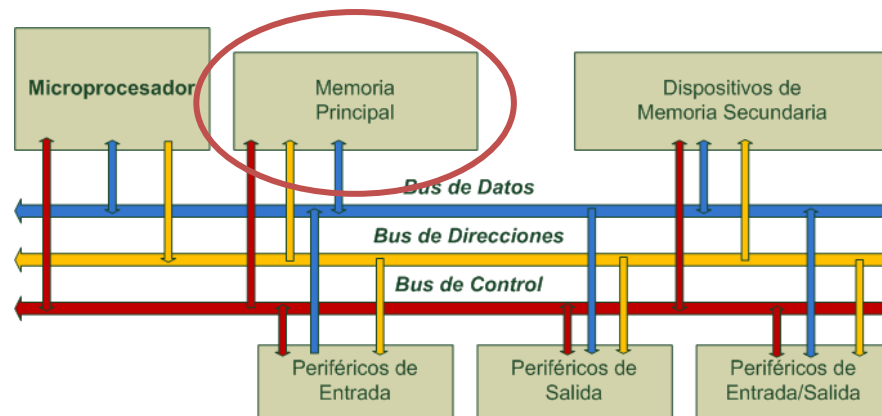 Microprocesador
Memoria
Principal
Dispositivos de
Memoria Secundaria
Bus de Datos
Bus de Direcciones
Bus de Control
Periféricos de
Entrada
Periféricos de
Salida
Periféricos de
Entrada/Salida